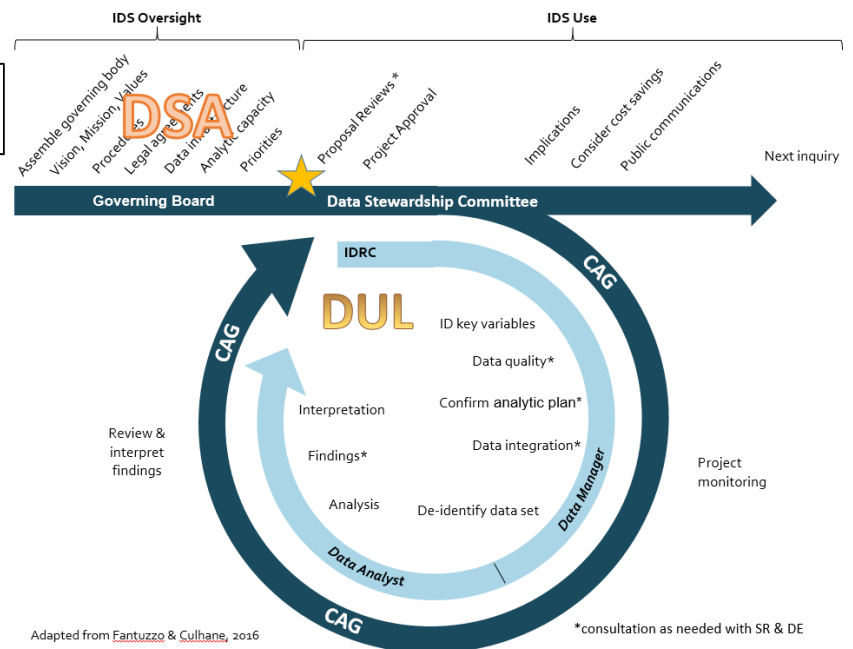 IDS Oversight
IDS Use
Assemble governing body
Vision, Mission, Values
Procedures
Legal agreements
Data infrastructure
Analytic capacity
Priorities
DSA
Proposal Reviews *
Project Approval
Implications
Consider cost savings
Public communications
Next inquiry
Governing Board
Data Stewardship Committee
IDRC
CAG
DUL
ID key variables
CAG
Data quality*
Interpretation
Confirm analytic plan*
Review &
interpret
findings
Findings*
Data integration*
Project
monitoring
Analysis
De-identify data set
Data Manager
Data Analyst
CAG
Adapted from Fantuzzo & Culhane, 2016
*consultation as needed with SR & DE